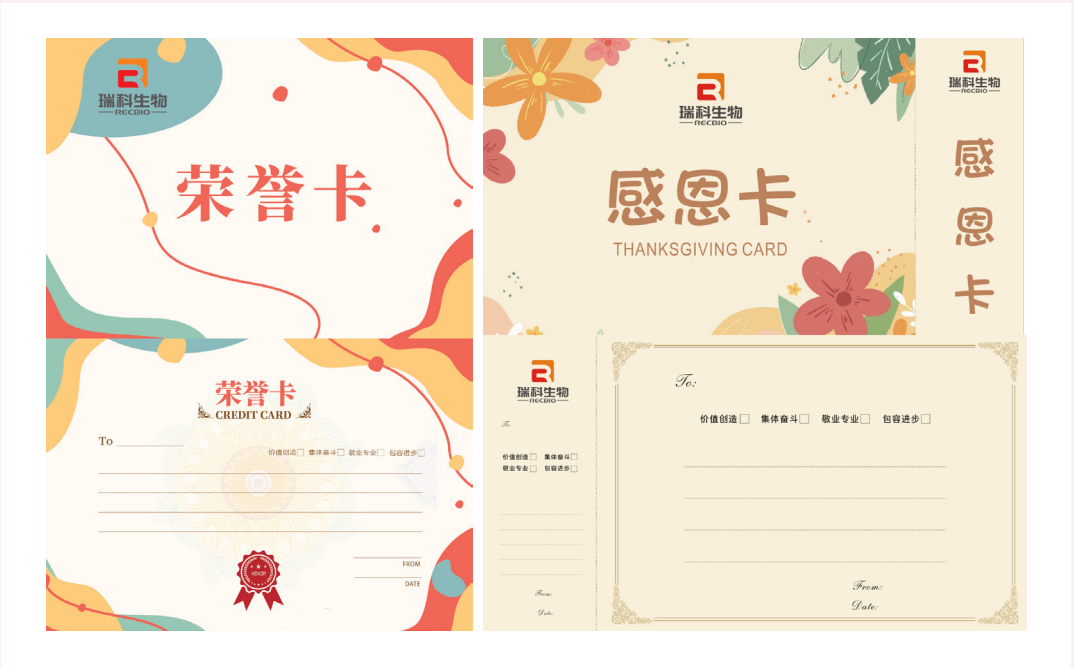 瑞科生物
RECBIO
荣誉卡
瑞科生物
RECBIO
感恩卡
THANKSGIVING CARD
瑞科生物
RECBIO
感
恩
卡
荣誉卡
CREDIT CARD
To
价值创造 集体奋斗 敬业专业 包容进步
HONOR
FROM
DATE
瑞科生物
RECBIO
To:
价值创造 集体奋斗
敬业专业 包容进步
From:
Date:
To:
价值创造 集体奋斗 敬业专业 包容进步
From:
Date: